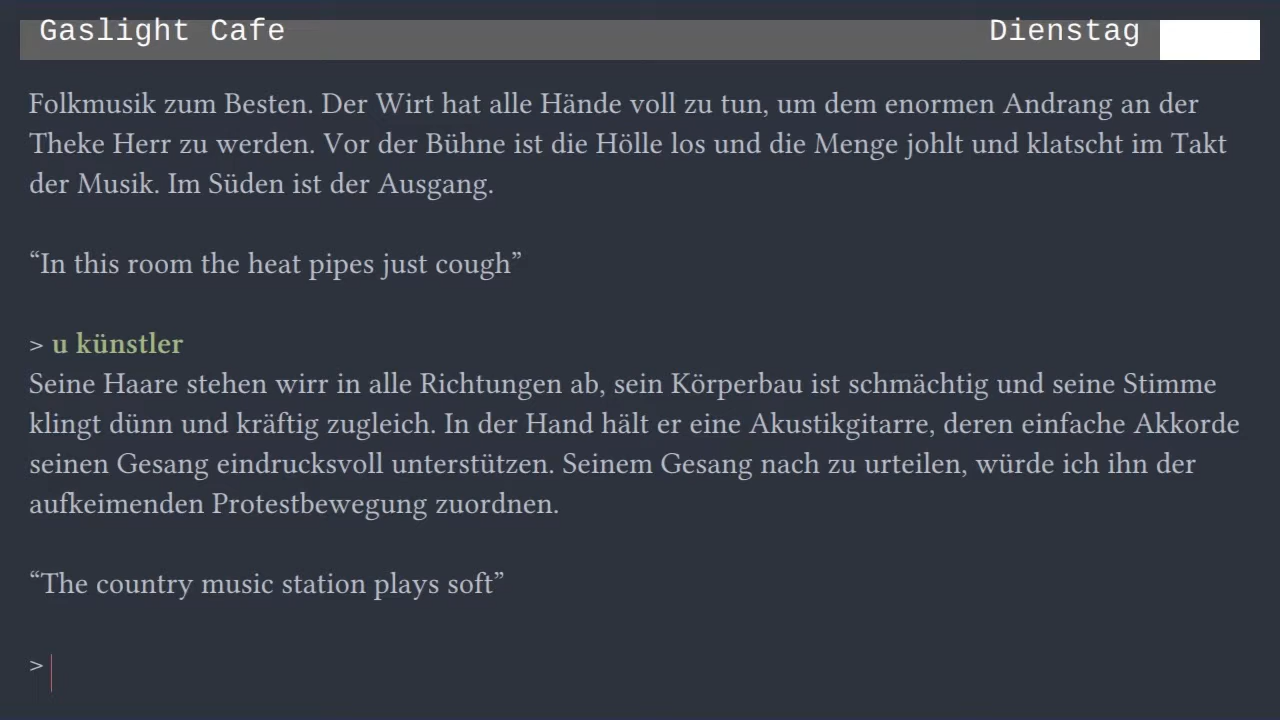 Gaslight Cafe Dienstag
Folkmusik zum Besten. Der Wirt hat alle Hände voll zu tun, um dem enormen Andrang an der
Theke Herr zu werden. Vor der Bühne ist die Hölle los und die Menge johlt und klatscht im Takt
der Musik. Im Süden ist der Ausgang.
“In this room the heat pipes just cough”
> u künstler
Seine Haare stehen wirr in alle Richtungen ab, sein Körperbau ist schmächtig und seine Stimme
klingt dünn und kräftig zugleich. In der Hand hält er eine Akustikgitarre, deren einfache Akkorde
seinen Gesang eindrucksvoll unterstützen. Seinem Gesang nach zu urteilen, würde ich ihn der
aufkeimenden Protestbewegung zuordnen.
“The country music station plays soft”
>